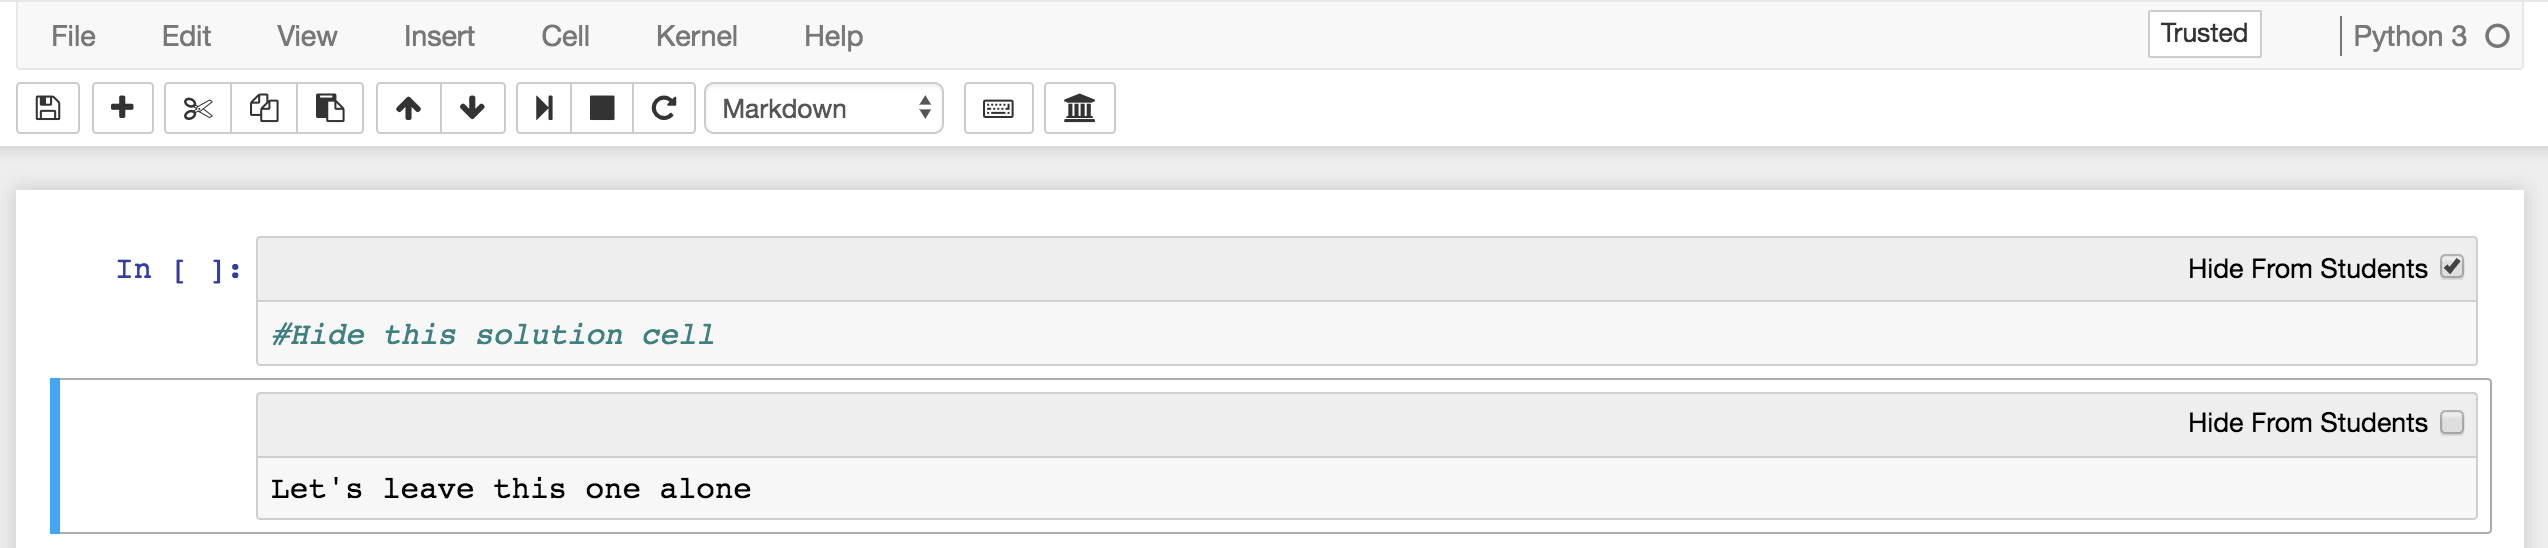 File Edit View Insert Cell Kernel Help Trusted Python 3
Markdown
In [ ]:
Hide From Students
#Hide this solution cell
Hide From Students
Let's leave this one alone